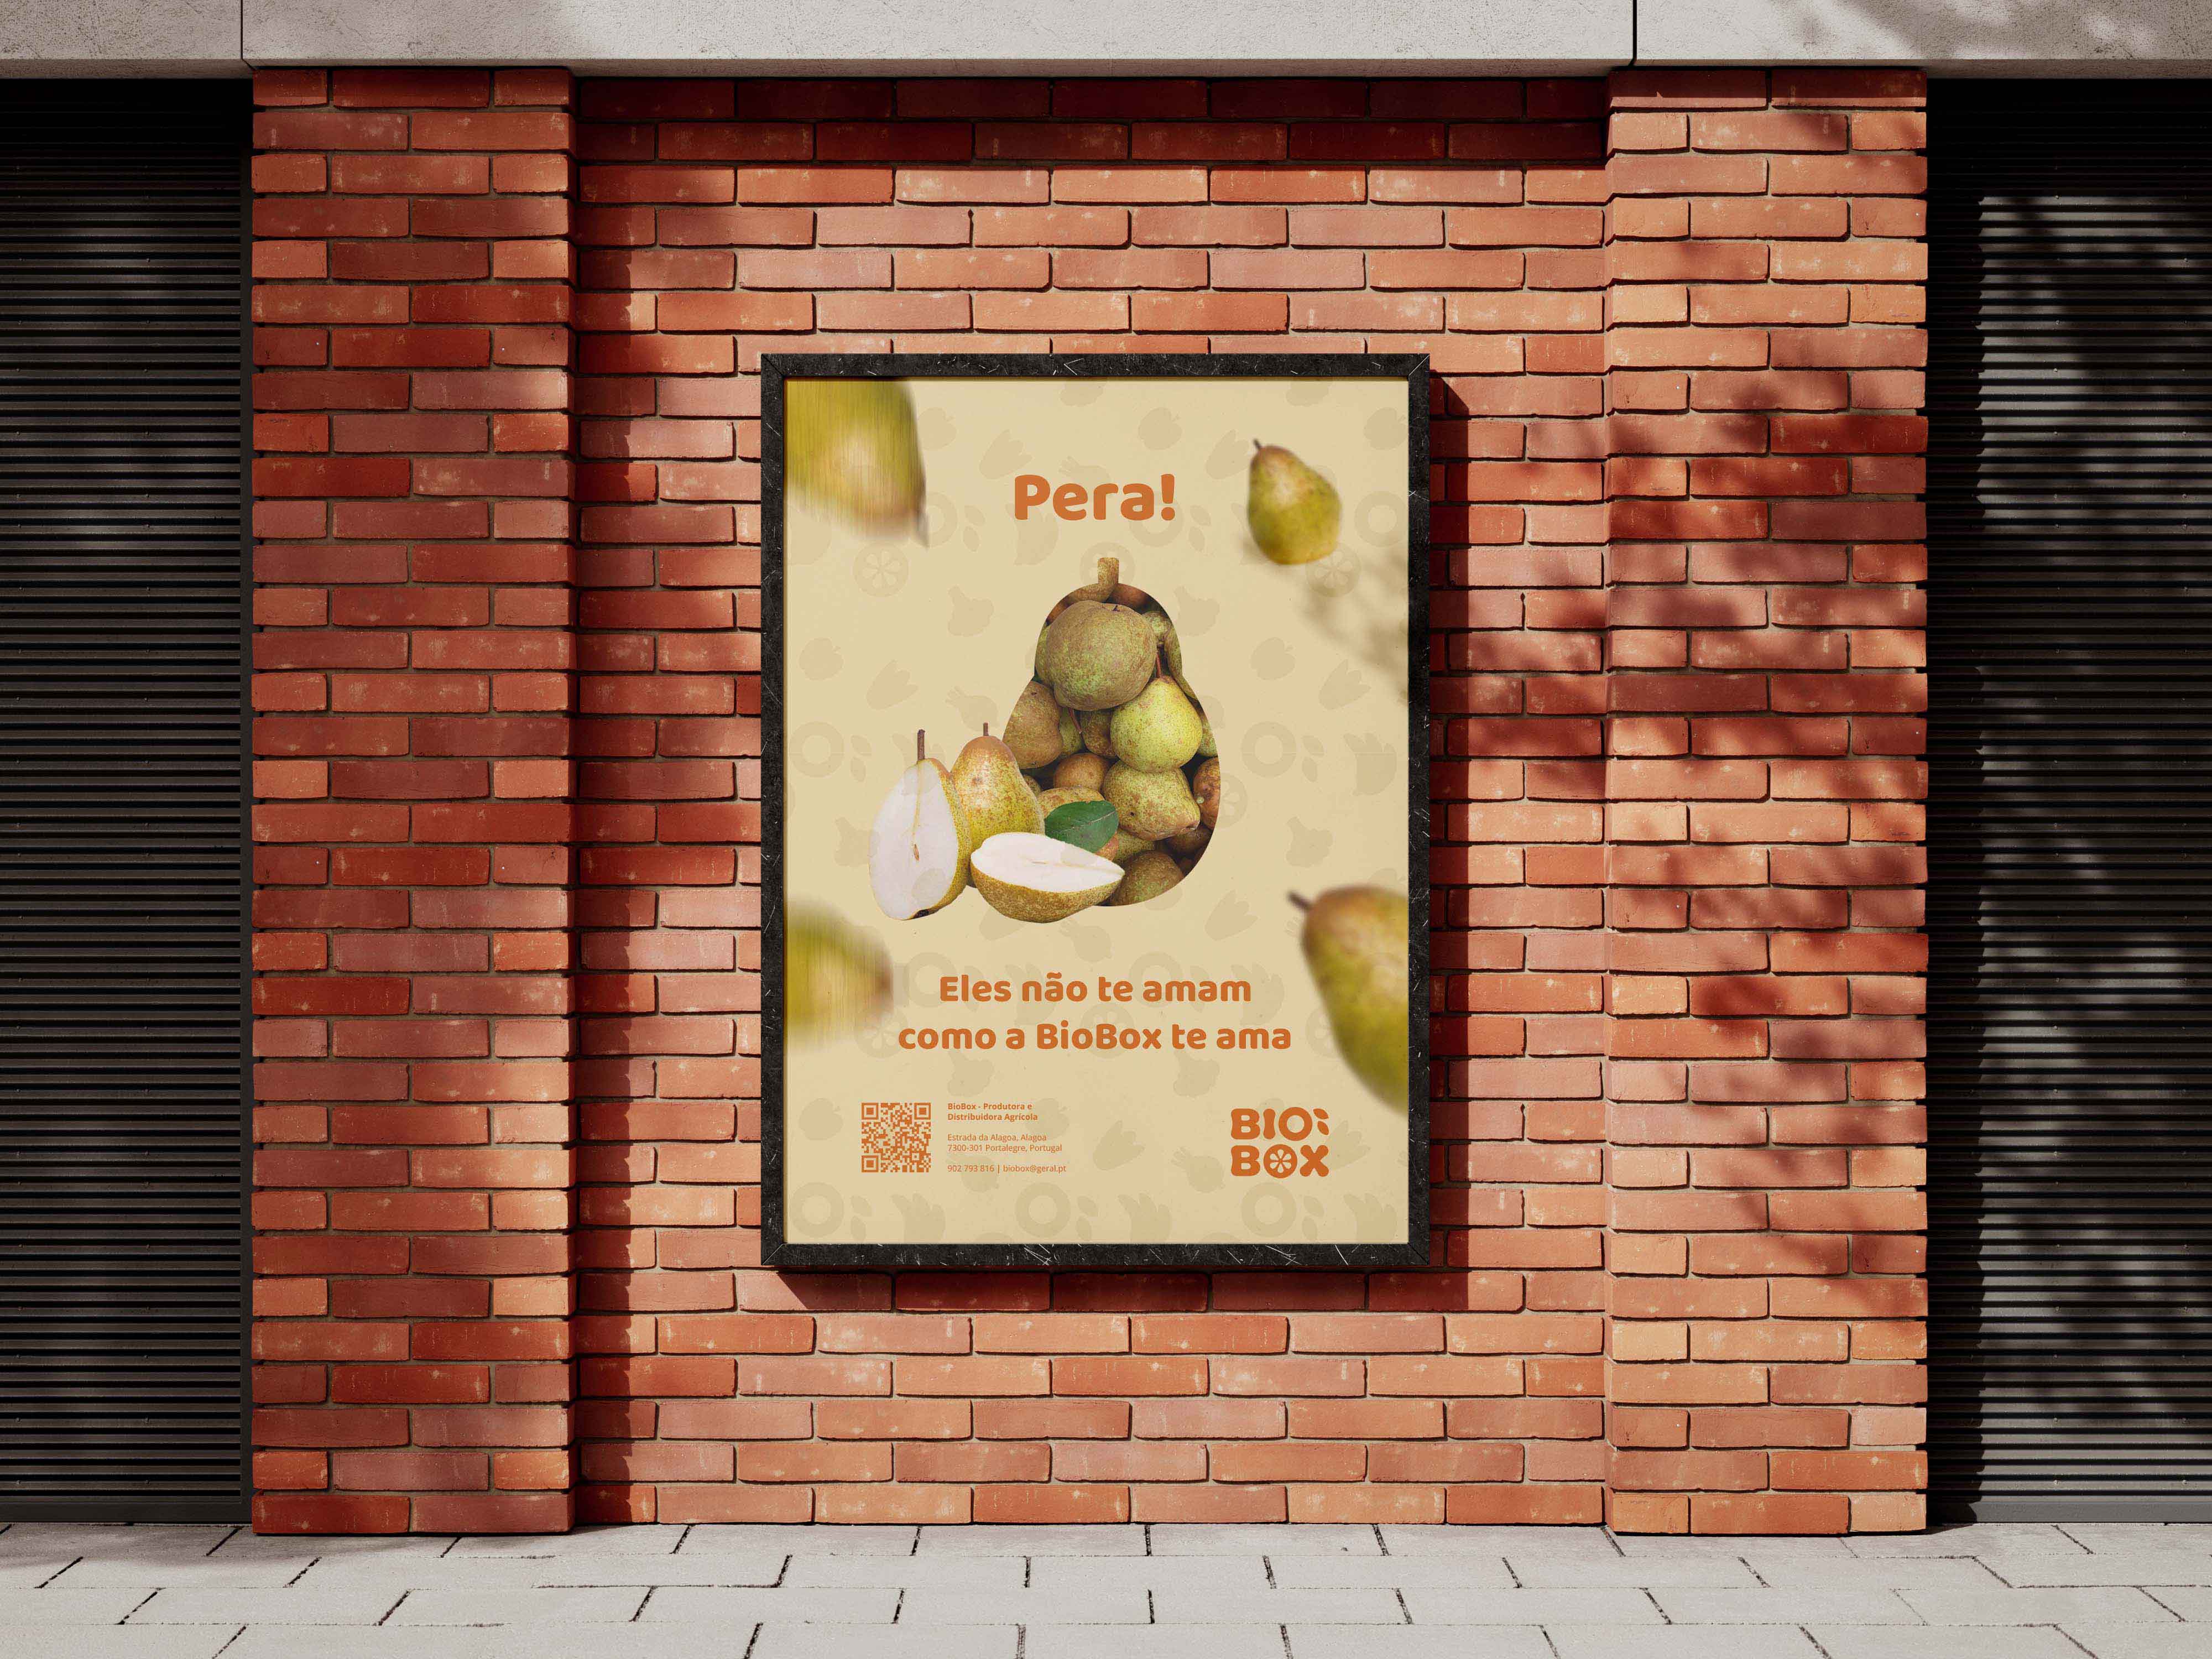 Pera!
Eles não te amam
como a BioBox te ama
BioBox - Produtora e
Distribuidora Agrícola
Estrada da Alagoa, Alagoa
7300-301 Portalegre, Portugal
902 793 816 | biobox@geral.pt
BIO
BOX